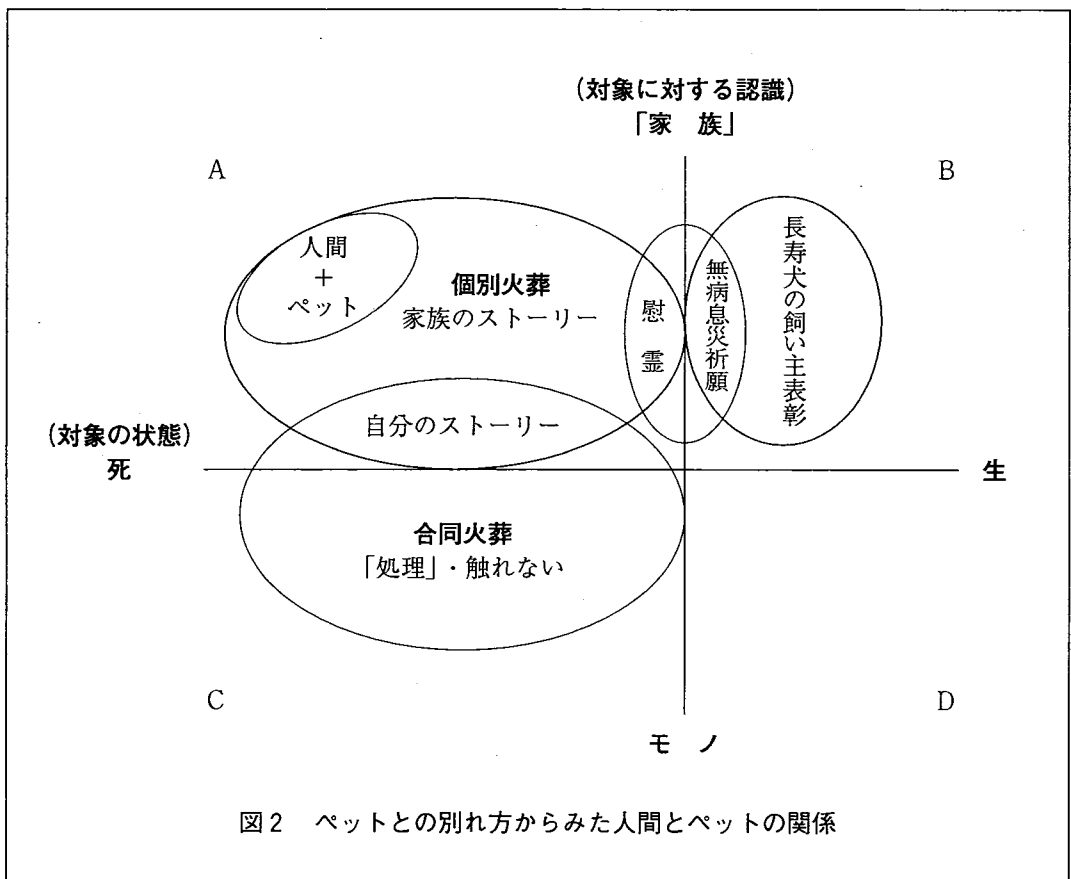 (対象に対する認識)
「家 族」
A
B
人間
+
ペット
個別火葬
家族のストーリー
慰霊
無病息災祈願
長寿犬の飼い主表彰
自分のストーリー
(対象の状態)
死
生
合同火葬
「処理」・触れない
C
D
モ ノ
図2 ペットとの別れ方からみた人間とペットの関係